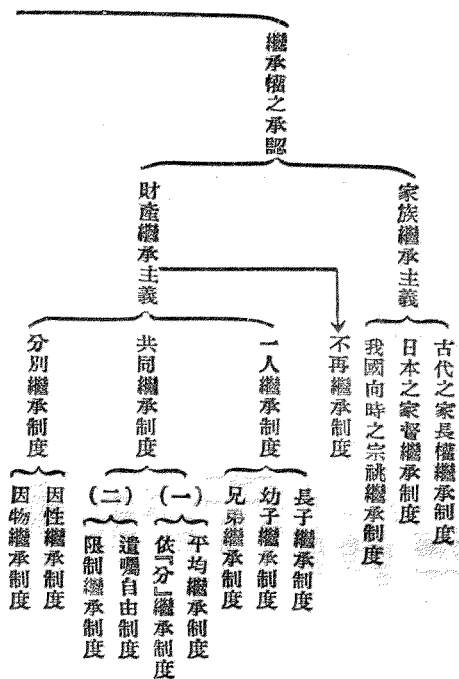 繼承權之承認
家族繼承主義
古代之家長權繼承制度
日本之家督繼承制度
我國向時之宗祧繼承制度
財產繼承主義
不再繼承制度
一人繼承制度
長子繼承制度
幼子繼承制度
兄弟繼承制度
共同繼承制度
(一)
平均繼承制度
依『分』繼承制度
(二)
遺囑自由制度
限制繼承制度
分別繼承制度
因性繼承制度
因物繼承制度